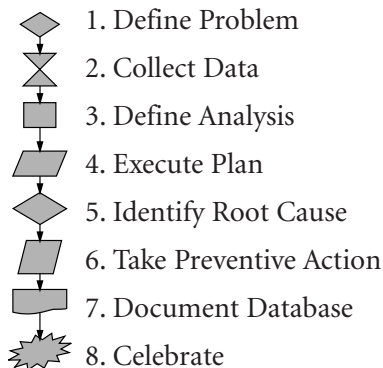 1. Define Problem
2. Collect Data
3. Define Analysis
4. Execute Plan
5. Identify Root Cause
6. Take Preventive Action
7. Document Database
8. Celebrate